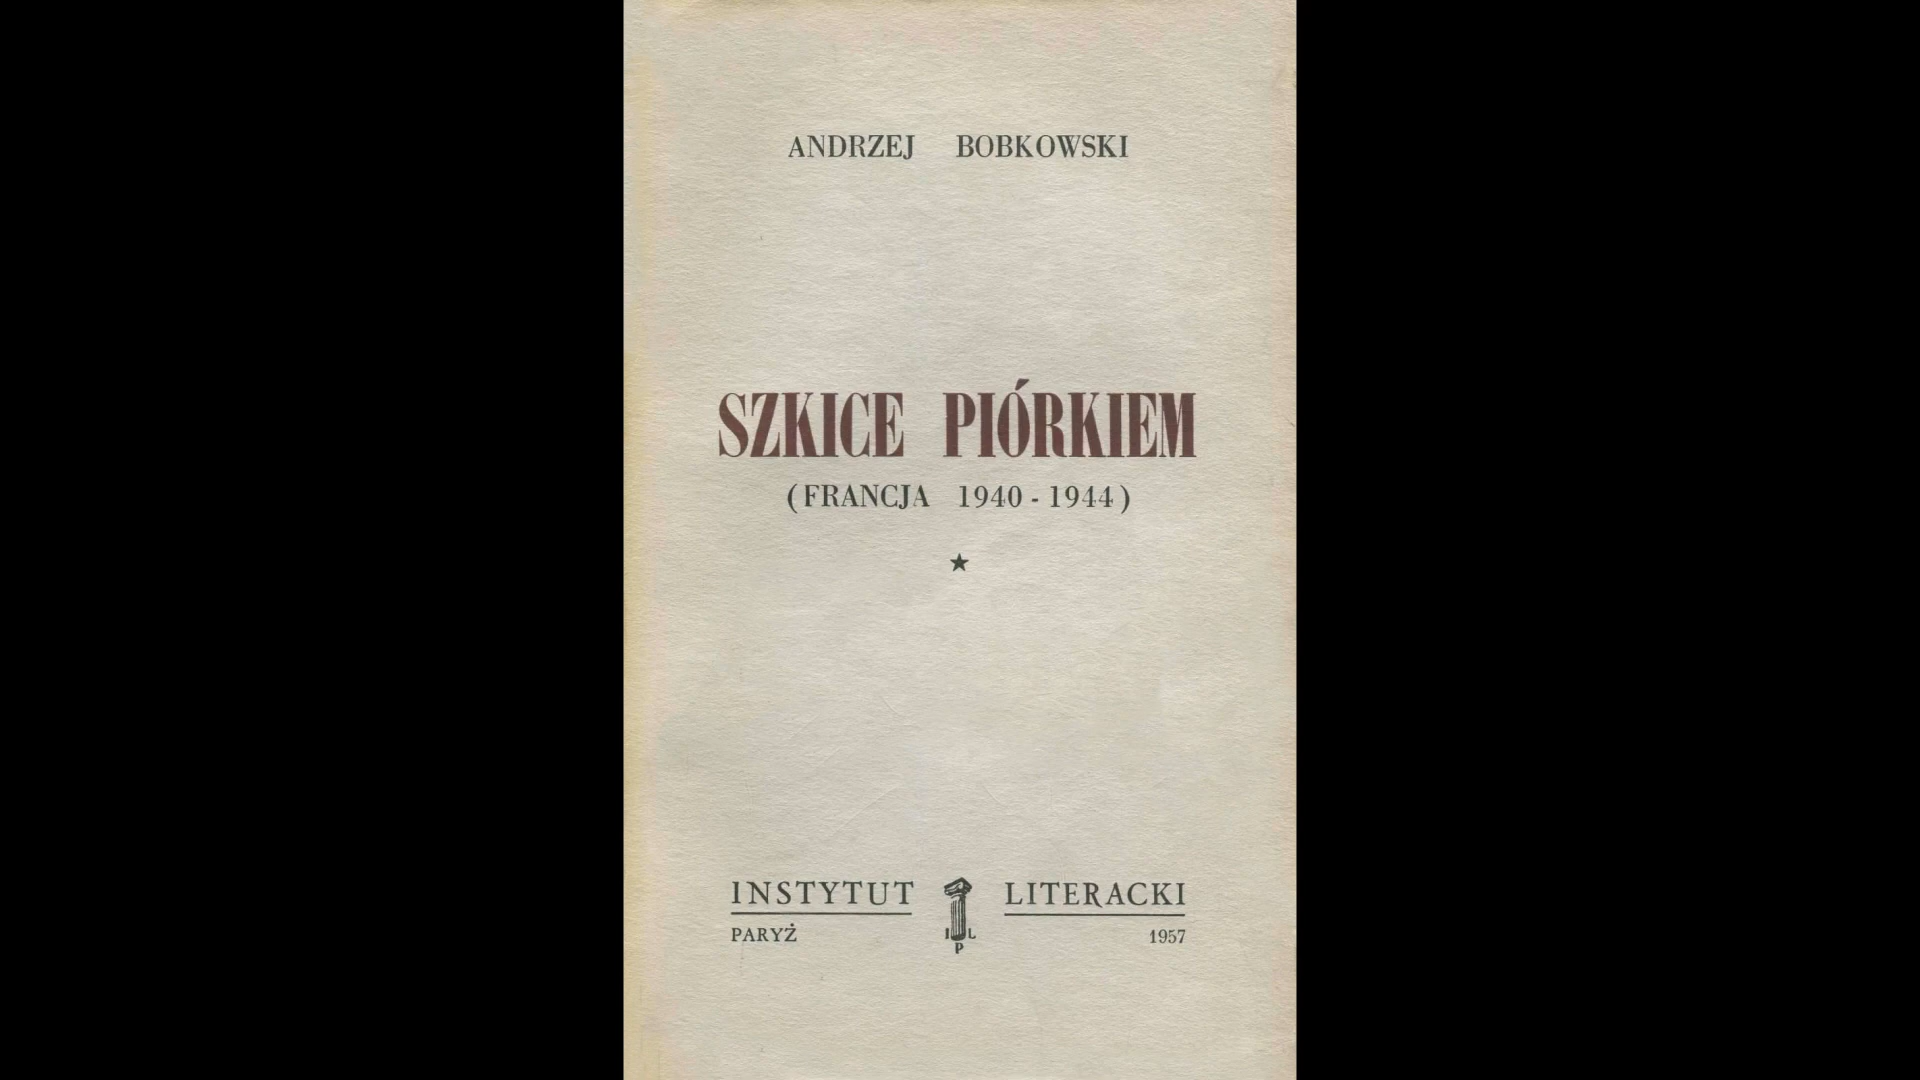 ANDRZEJ BOBKOWSKI
SZKICE PIÓRKIEM
(FRANCJA 1940 - 1944)
★
INSTYTUT LITERACKI
PARYŻ 1957
I L
P